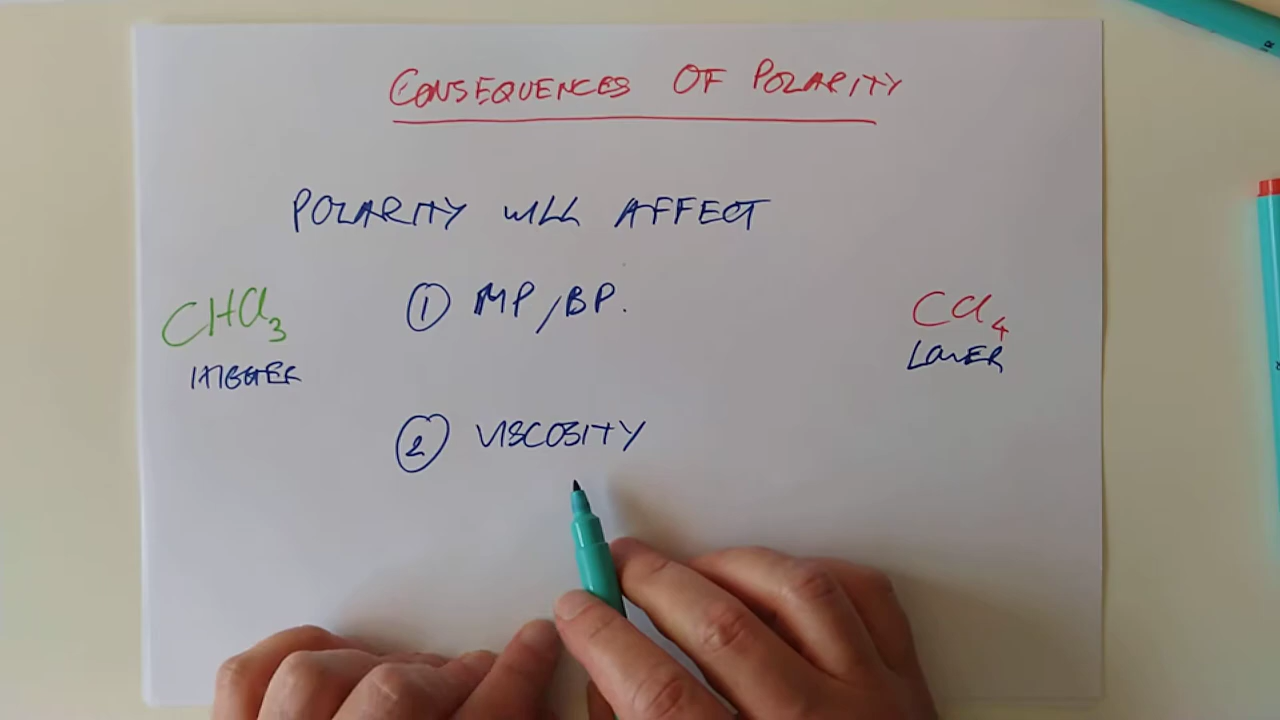 CONSEQUENCES OF POLARITY
POLARITY WILL AFFECT
CHCl3
HIGHER
① MP/BP.
CCl4
LOWER
② VISCOSITY